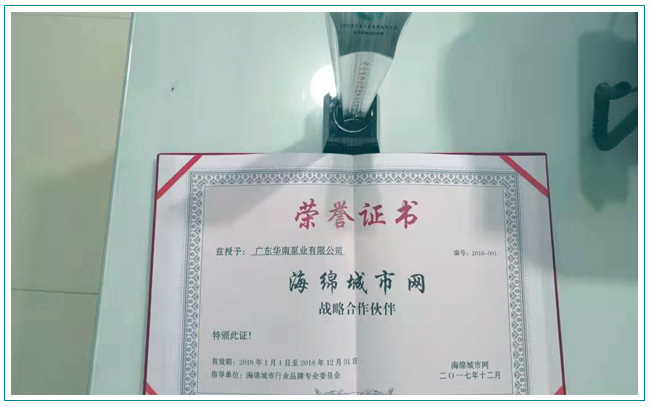 荣誉证书
兹授予：广东华南泵业有限公司
编号：2018-001
海绵城市网
战略合作伙伴
特颁此证！
有效期：2018年1月1日至2018年12月31日
指导单位：海绵城市行业品牌专业委员会
海绵城市网
二〇一七年十二月